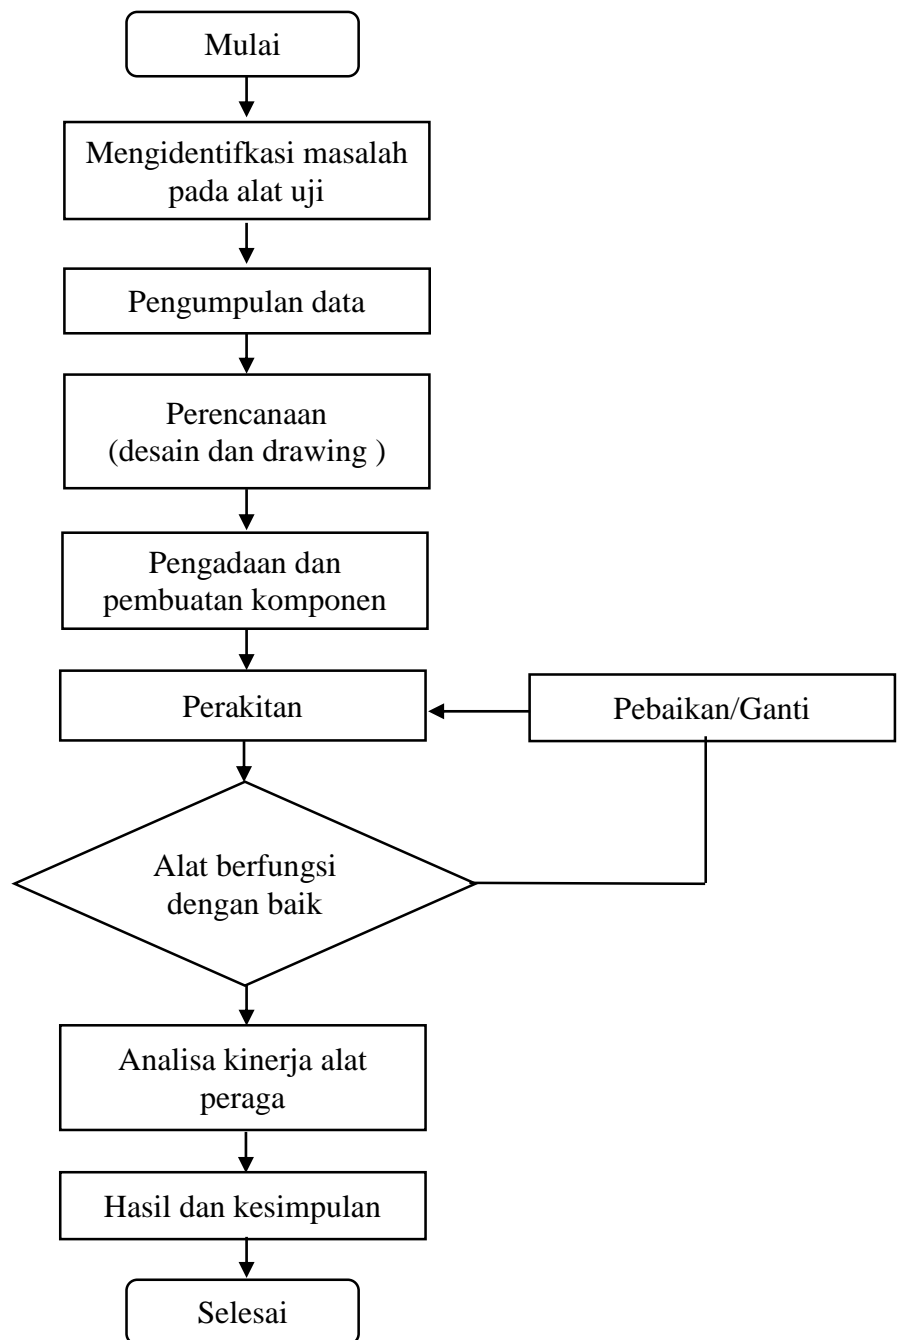 Mulai
Mengidentifkasi masalah
pada alat uji
Pengumpulan data
Perencanaan
(desain dan drawing )
Pengadaan dan
pembuatan komponen
Perakitan
Pebaikan/Ganti
Alat berfungsi
dengan baik
Analisa kinerja alat
peraga
Hasil dan kesimpulan
Selesai